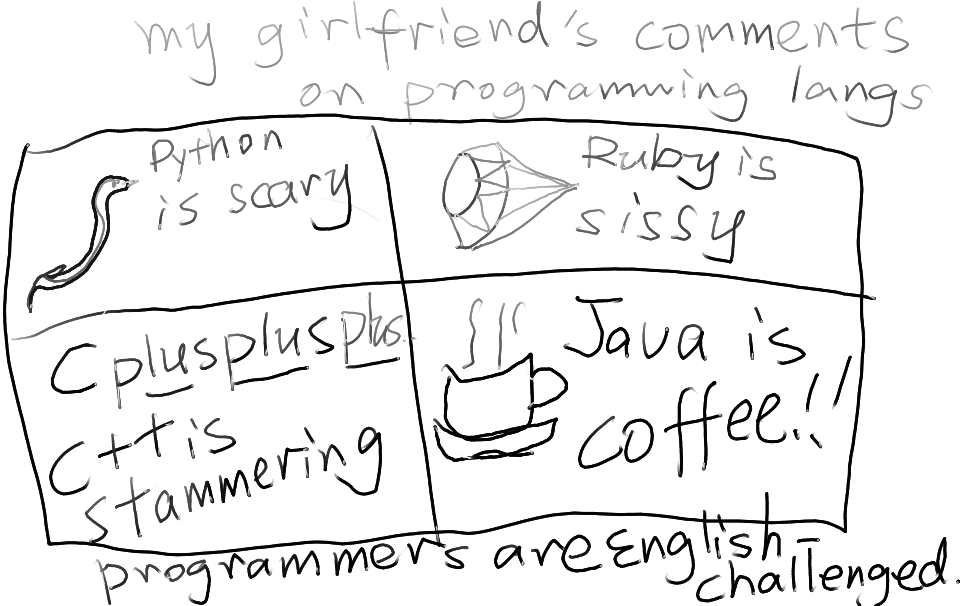 my girlfriend's comments
on programming langs
Python
is scary
Ruby is
sissy
C plusplusplus
C++ is
stammering
Java is
coffee!!
programmers are English-
challenged.